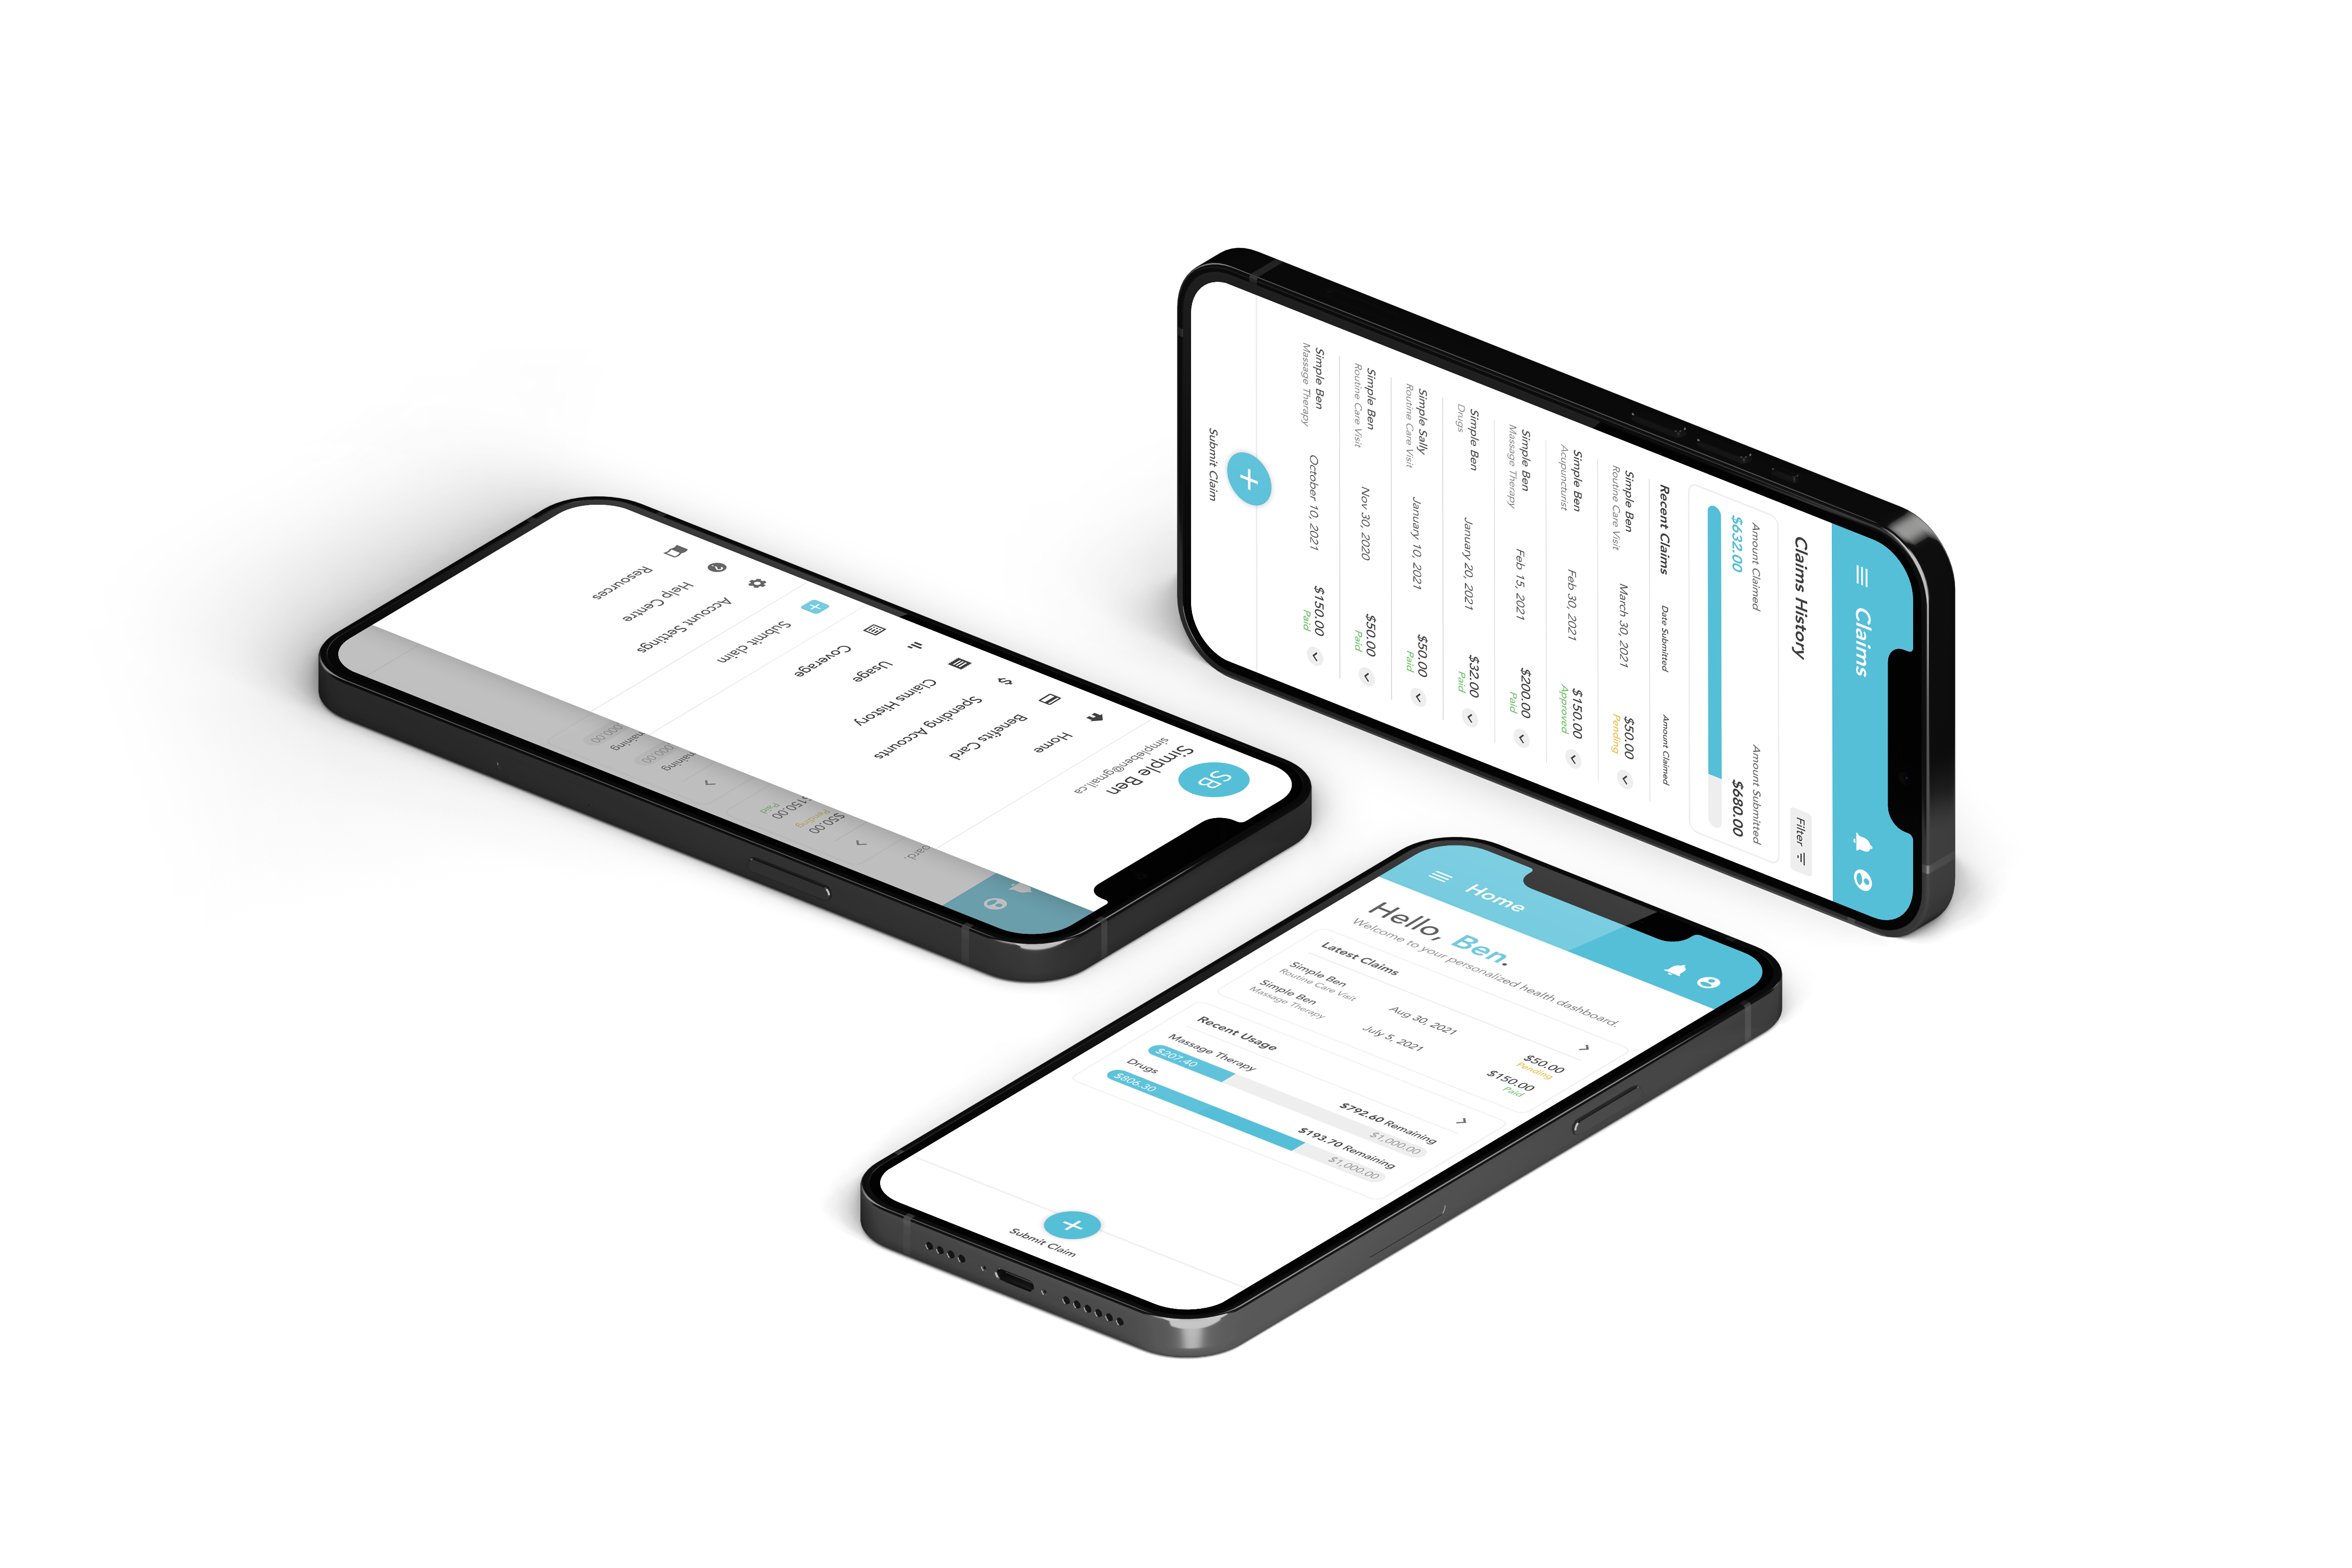 Claims
Claims History
Filter
Amount Claimed
Amount Submitted
$632.00
$680.00
Recent Claims
Date Submitted
Amount Claimed
Simple Ben
Routine Care Visit
March 30, 2021
$50.00
Pending
Simple Ben
Acupuncturist
Feb 30, 2021
$150.00
Approved
Simple Ben
Massage Therapy
Feb 15, 2021
$200.00
Paid
Simple Ben
Drugs
January 20, 2021
$32.00
Paid
Simple Sally
Routine Care Visit
January 10, 2021
$50.00
Paid
Simple Ben
Routine Care Visit
Nov 30, 2020
$50.00
Paid
Simple Ben
Massage Therapy
October 10, 2021
$150.00
Paid
Submit Claim
SB
Simple Ben
simpleben@gmail.ca
Home
Benefits Card
Spending Accounts
Claims History
Usage
Coverage
Submit claim
Account Settings
Help Centre
Resources
$50.00
Pending
$150.00
Paid
Home
Hello, Ben.
Welcome to your personalized health dashboard.
Latest Claims
Simple Ben
Routine Care Visit
Aug 30, 2021
$50.00
Pending
Simple Ben
Massage Therapy
July 5, 2021
$150.00
Paid
Recent Usage
Massage Therapy
$792.60 Remaining
$207.40
$1,000.00
Drugs
$193.70 Remaining
$806.30
$1,000.00
Submit Claim